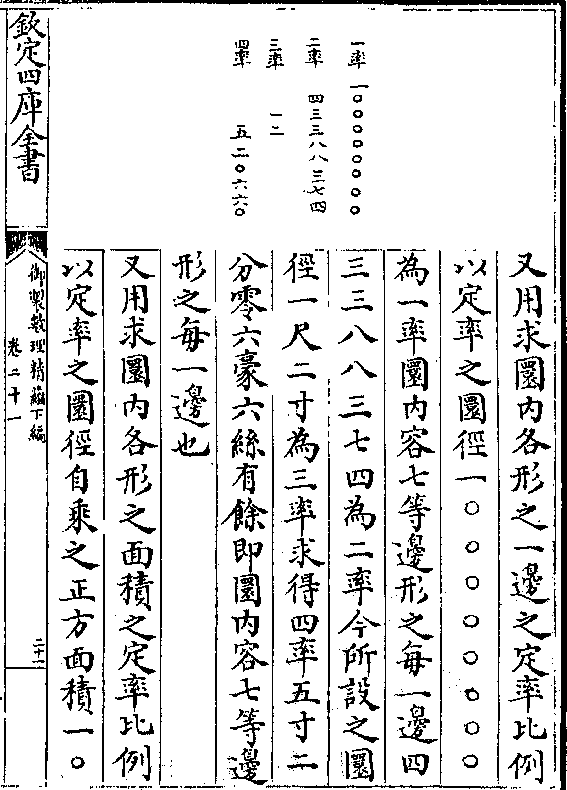 一率 一〇〇〇〇〇〇〇〇
二率 四三三八八三七四
三率 一二
四率 五二〇六六〇
又用求圜内各形之一邊之定率比例
以定率之圜徑一〇〇〇〇〇〇〇〇
為一率圜内容七等邊形之每一邊四
三三八八三七四為二率今所設之圜
徑一尺二寸為三率求得四率五寸二
分零六豪六絲有餘即圜内容七等邊
形之每一邊也
又用求圜内各形之面積之定率比例
以定率之圜徑自乘之正方面積一〇
欽定四庫全書
御製數理精藴下編
卷二十一